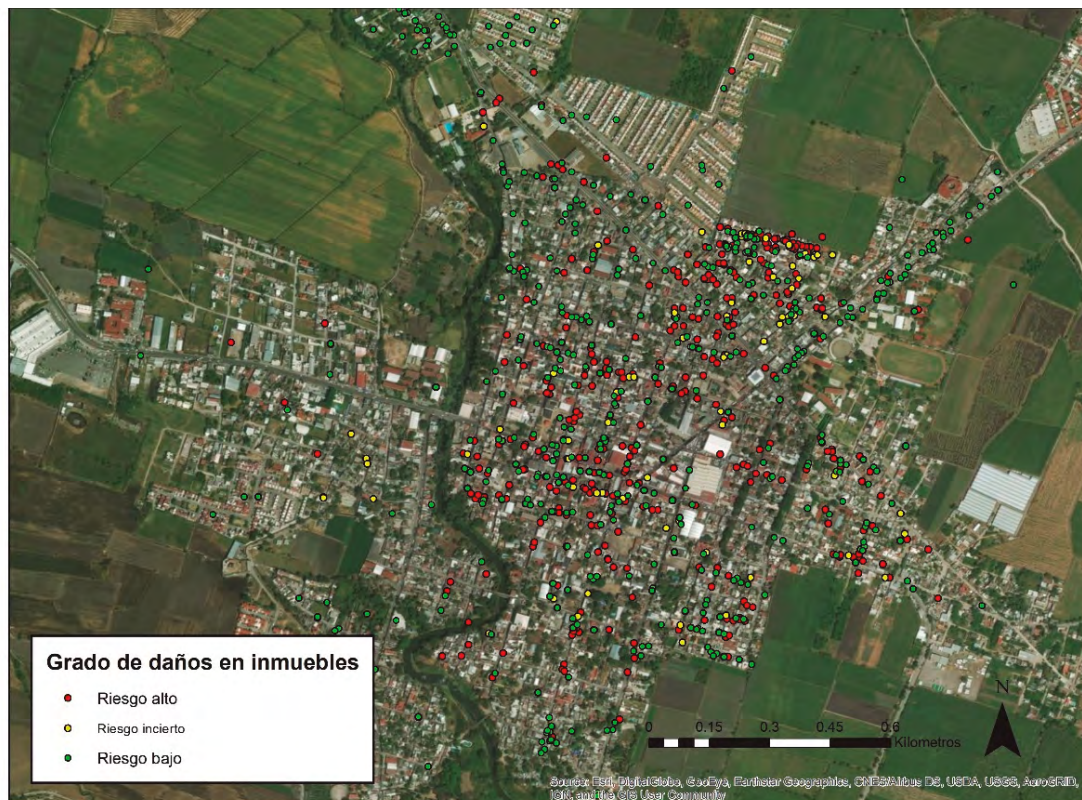 Grado de daños en inmuebles
Riesgo alto
Riesgo incierto
Riesgo bajo
N
0 0.15 0.3 0.45 0.6
Kilometros
Source: Esri, DigitalGlobe, GeoEye, Earthstar Geographics, CNES/Airbus DS, USDA, USGS, AeroGRID,
IGN, and the GIS User Community